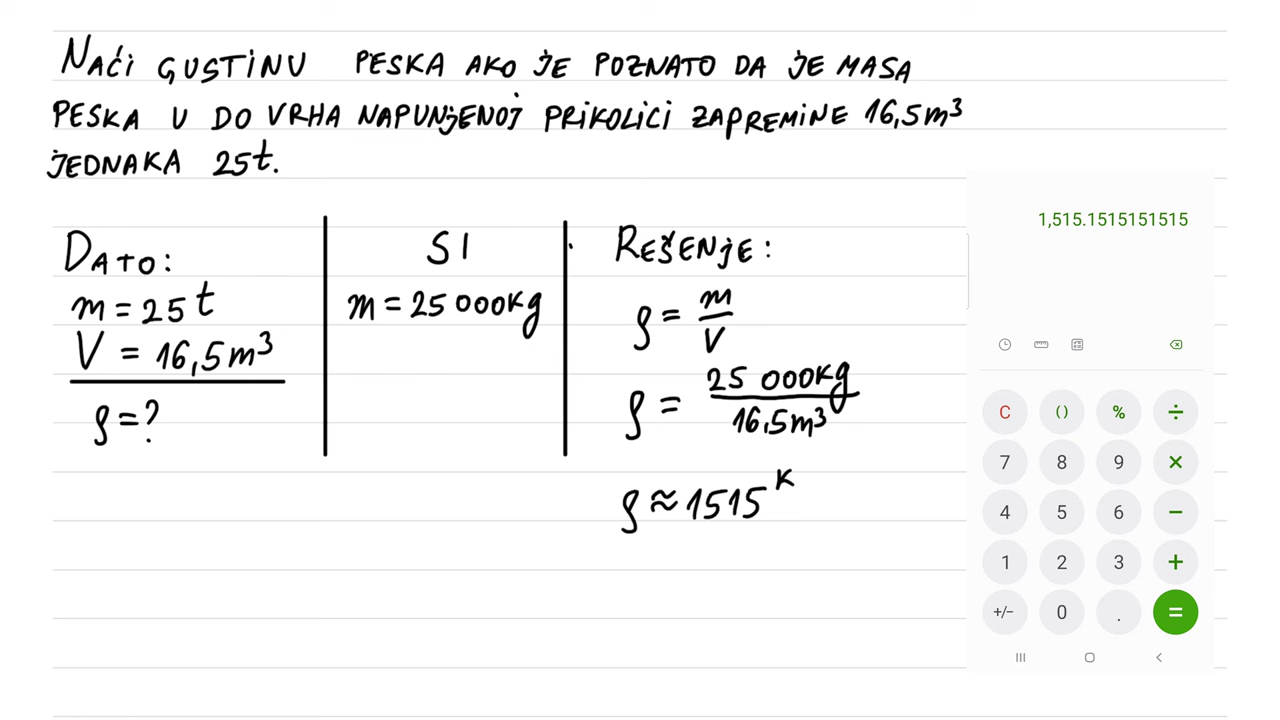 NAĆI GUSTINU PESKA AKO JE POZNATO DA JE MASA
PESKA U DO VRHA NAPUNJENOJ PRIKOLICI ZAPREMINE 16,5m³
JEDNAKA 25t.
DATO:
m = 25 t
V = 16,5m³
ρ = ?
SI
m = 25 000kg
REŠENJE:
ρ = m/V
ρ = 25 000kg/16,5m³
ρ ≈ 1515 K
1,515.1515151515
C () % ÷
7 8 9 ×
4 5 6 −
1 2 3 +
+/− 0 . =